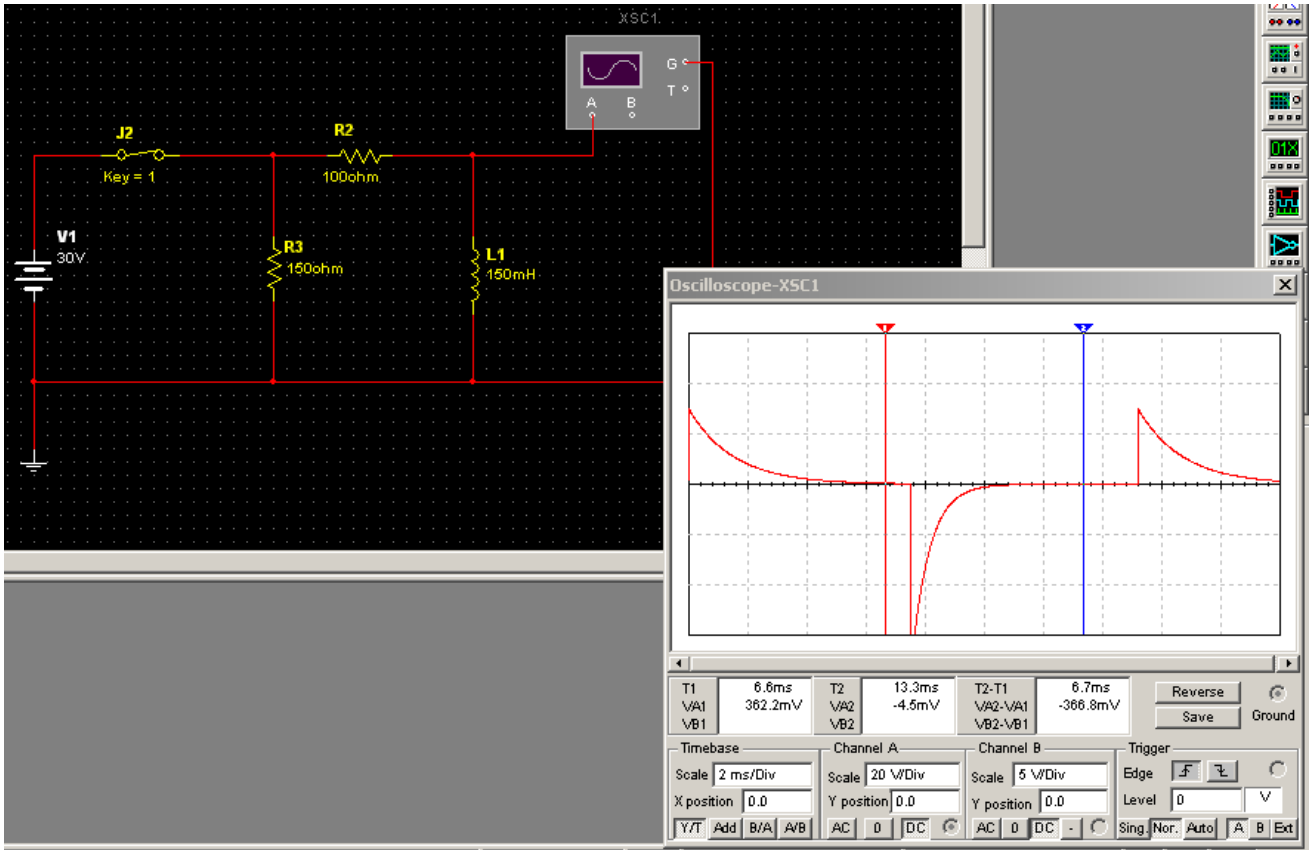 XSC1
G
T
A B
J2
Key = 1
R2
100ohm
V1
30V
R3
150ohm
L1
150mH
01X
Oscilloscope-XSC1
1
2
T1 6.6ms T2 13.3ms T2-T1 6.7ms Reverse
VA1 362.2mV VA2 -4.5mV VA2-VA1 -366.8mV
VB1 VB2 VB2-VB1 Save Ground
Timebase Channel A Channel B Trigger
Scale 2 ms/Div Scale 20 V/Div Scale 5 V/Div Edge
X position 0.0 Y position 0.0 Y position 0.0 Level 0 V
Y/T Add B/A A/B AC 0 DC AC 0 DC - Sing. Nor. Auto A B Ext